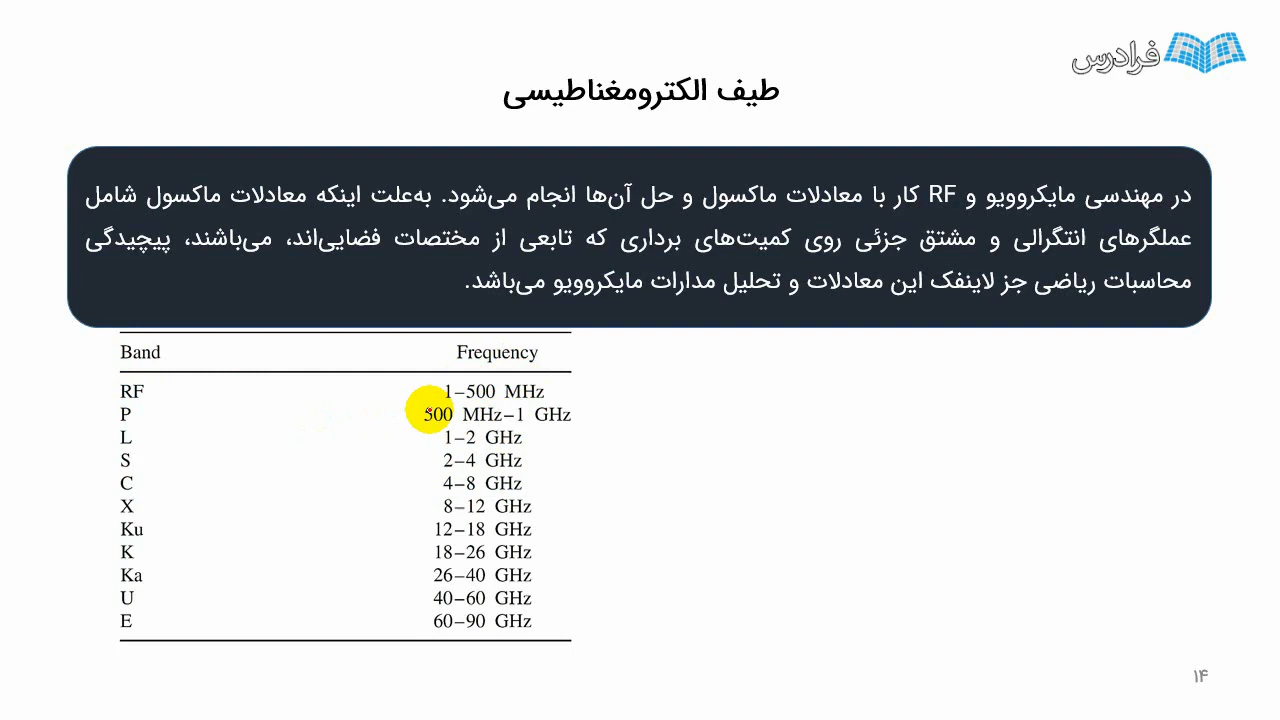 فرادرس
طیف الکترومغناطیسی
در مهندسی مایکروویو و RF کار با معادلات ماکسول و حل آن‌ها انجام می‌شود. به‌علت اینکه معادلات ماکسول شامل
عملگرهای انتگرالی و مشتق جزئی روی کمیت‌های برداری که تابعی از مختصات فضایی‌اند، می‌باشند، پیچیدگی
محاسبات ریاضی جز لاینفک این معادلات و تحلیل مدارات مایکروویو می‌باشد.
Band Frequency
RF 1–500 MHz
P 500 MHz–1 GHz
L 1–2 GHz
S 2–4 GHz
C 4–8 GHz
X 8–12 GHz
Ku 12–18 GHz
K 18–26 GHz
Ka 26–40 GHz
U 40–60 GHz
E 60–90 GHz
۱۴